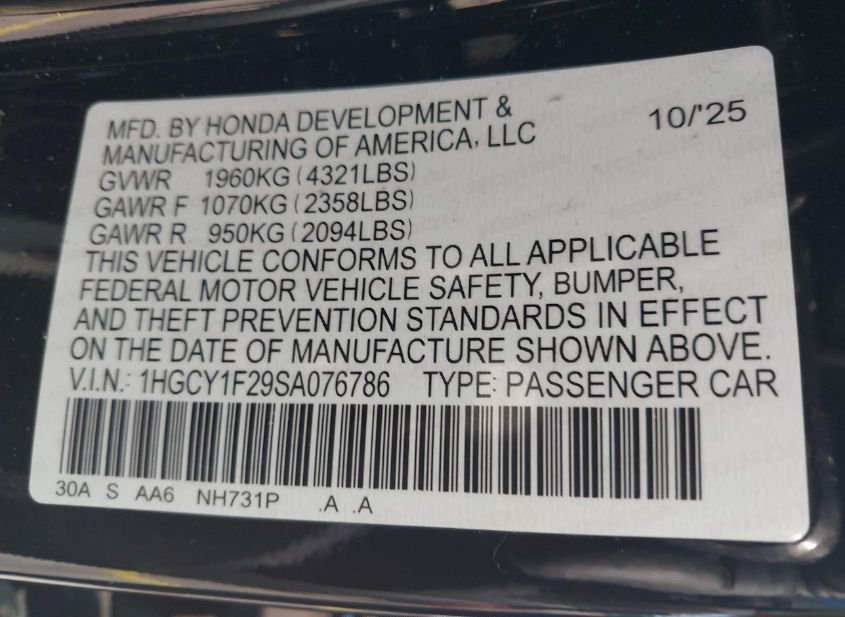 MFD. BY HONDA DEVELOPMENT & 10/'25
MANUFACTURING OF AMERICA, LLC
GVWR 1960KG (4321LBS)
GAWR F 1070KG (2358LBS)
GAWR R 950KG (2094LBS)
THIS VEHICLE CONFORMS TO ALL APPLICABLE
FEDERAL MOTOR VEHICLE SAFETY, BUMPER,
AND THEFT PREVENTION STANDARDS IN EFFECT
ON THE DATE OF MANUFACTURE SHOWN ABOVE.
V.I.N.: 1HGCY1F29SA076786 TYPE: PASSENGER CAR
30A S AA6 NH731P .A .A